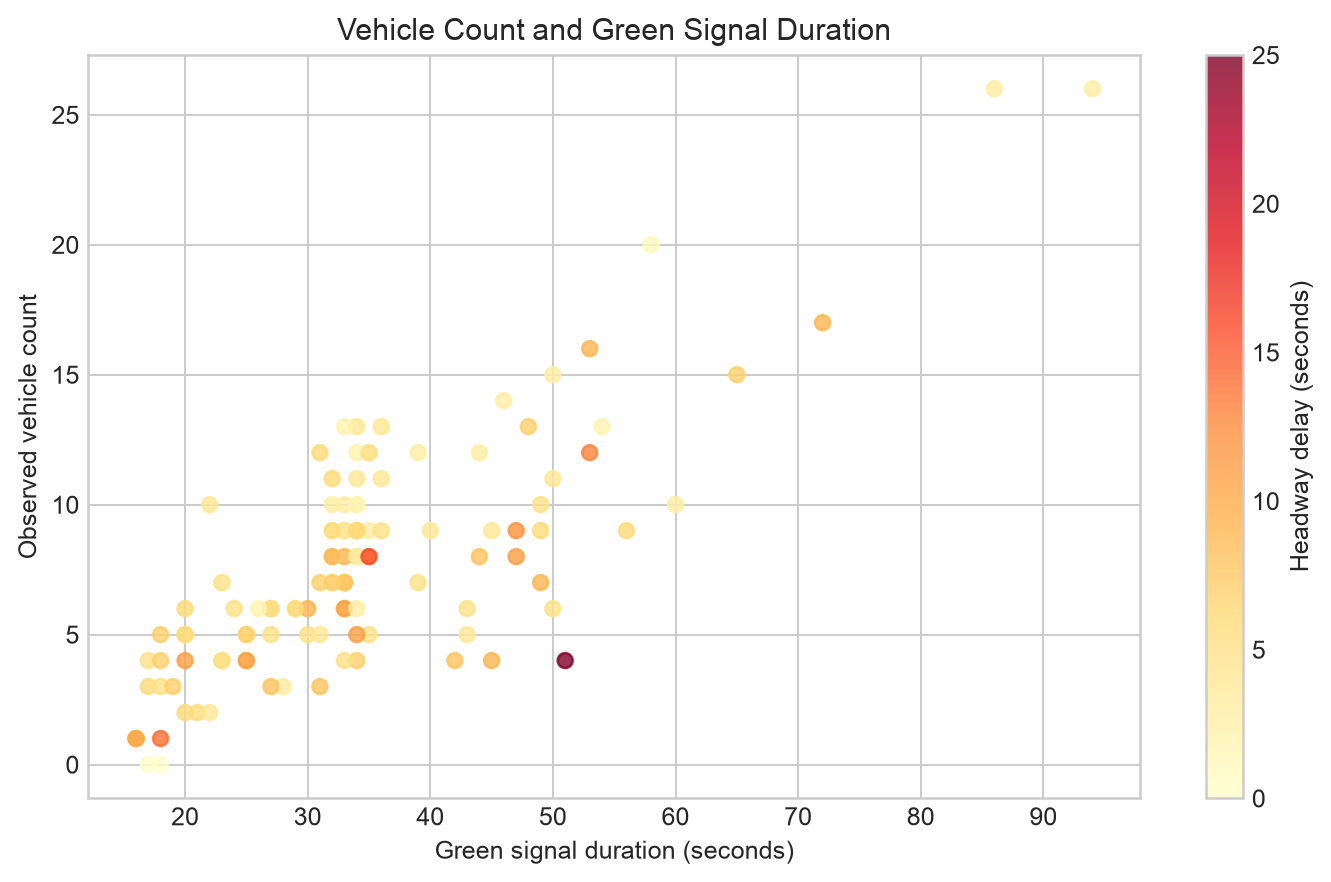 Vehicle Count and Green Signal Duration
Observed vehicle count
25
20
15
10
5
0
20 30 40 50 60 70 80 90
Green signal duration (seconds)
25
20
15
10
5
0
Headway delay (seconds)